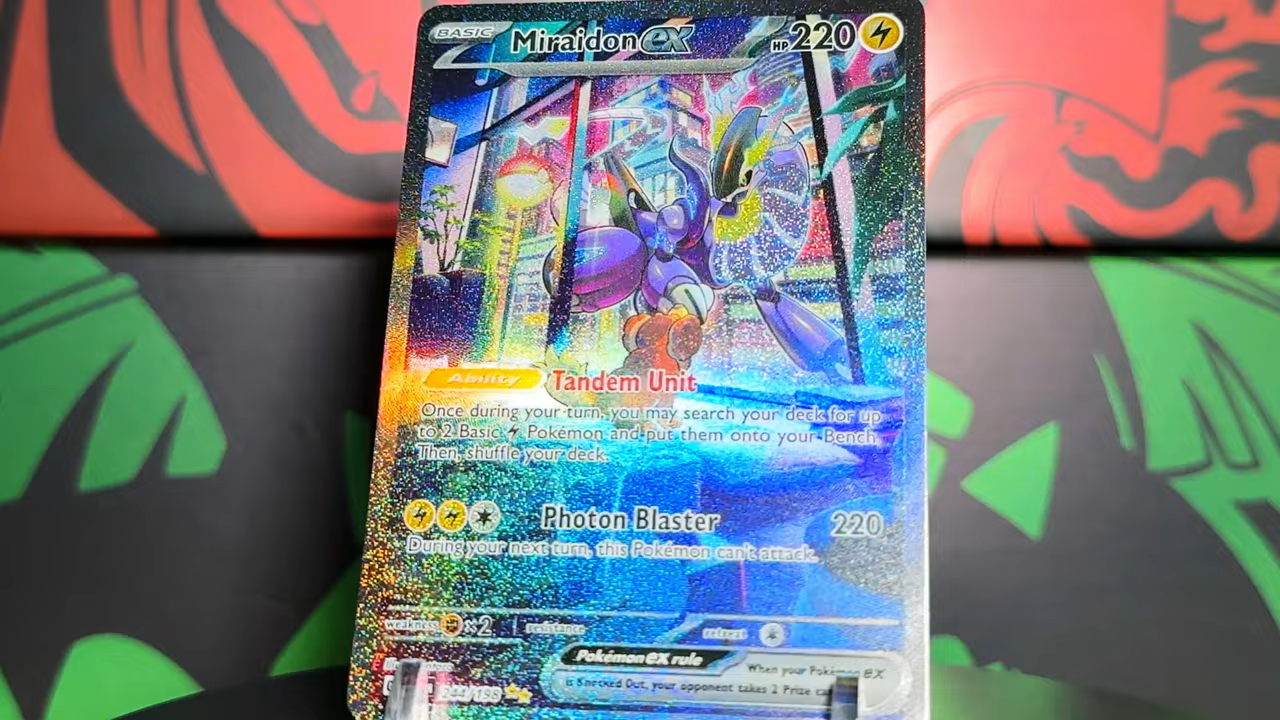 BASIC Miraidon ex HP 220
Ability Tandem Unit
Once during your turn, you may search your deck for up
to 2 Basic Pokémon and put them onto your Bench.
Then, shuffle your deck.
Photon Blaster 220
During your next turn, this Pokémon can't attack.
weakness ×2 resistance retreat
Pokémon ex rule
When your Pokémon ex
is Knocked Out, your opponent takes 2 Prize
244/198